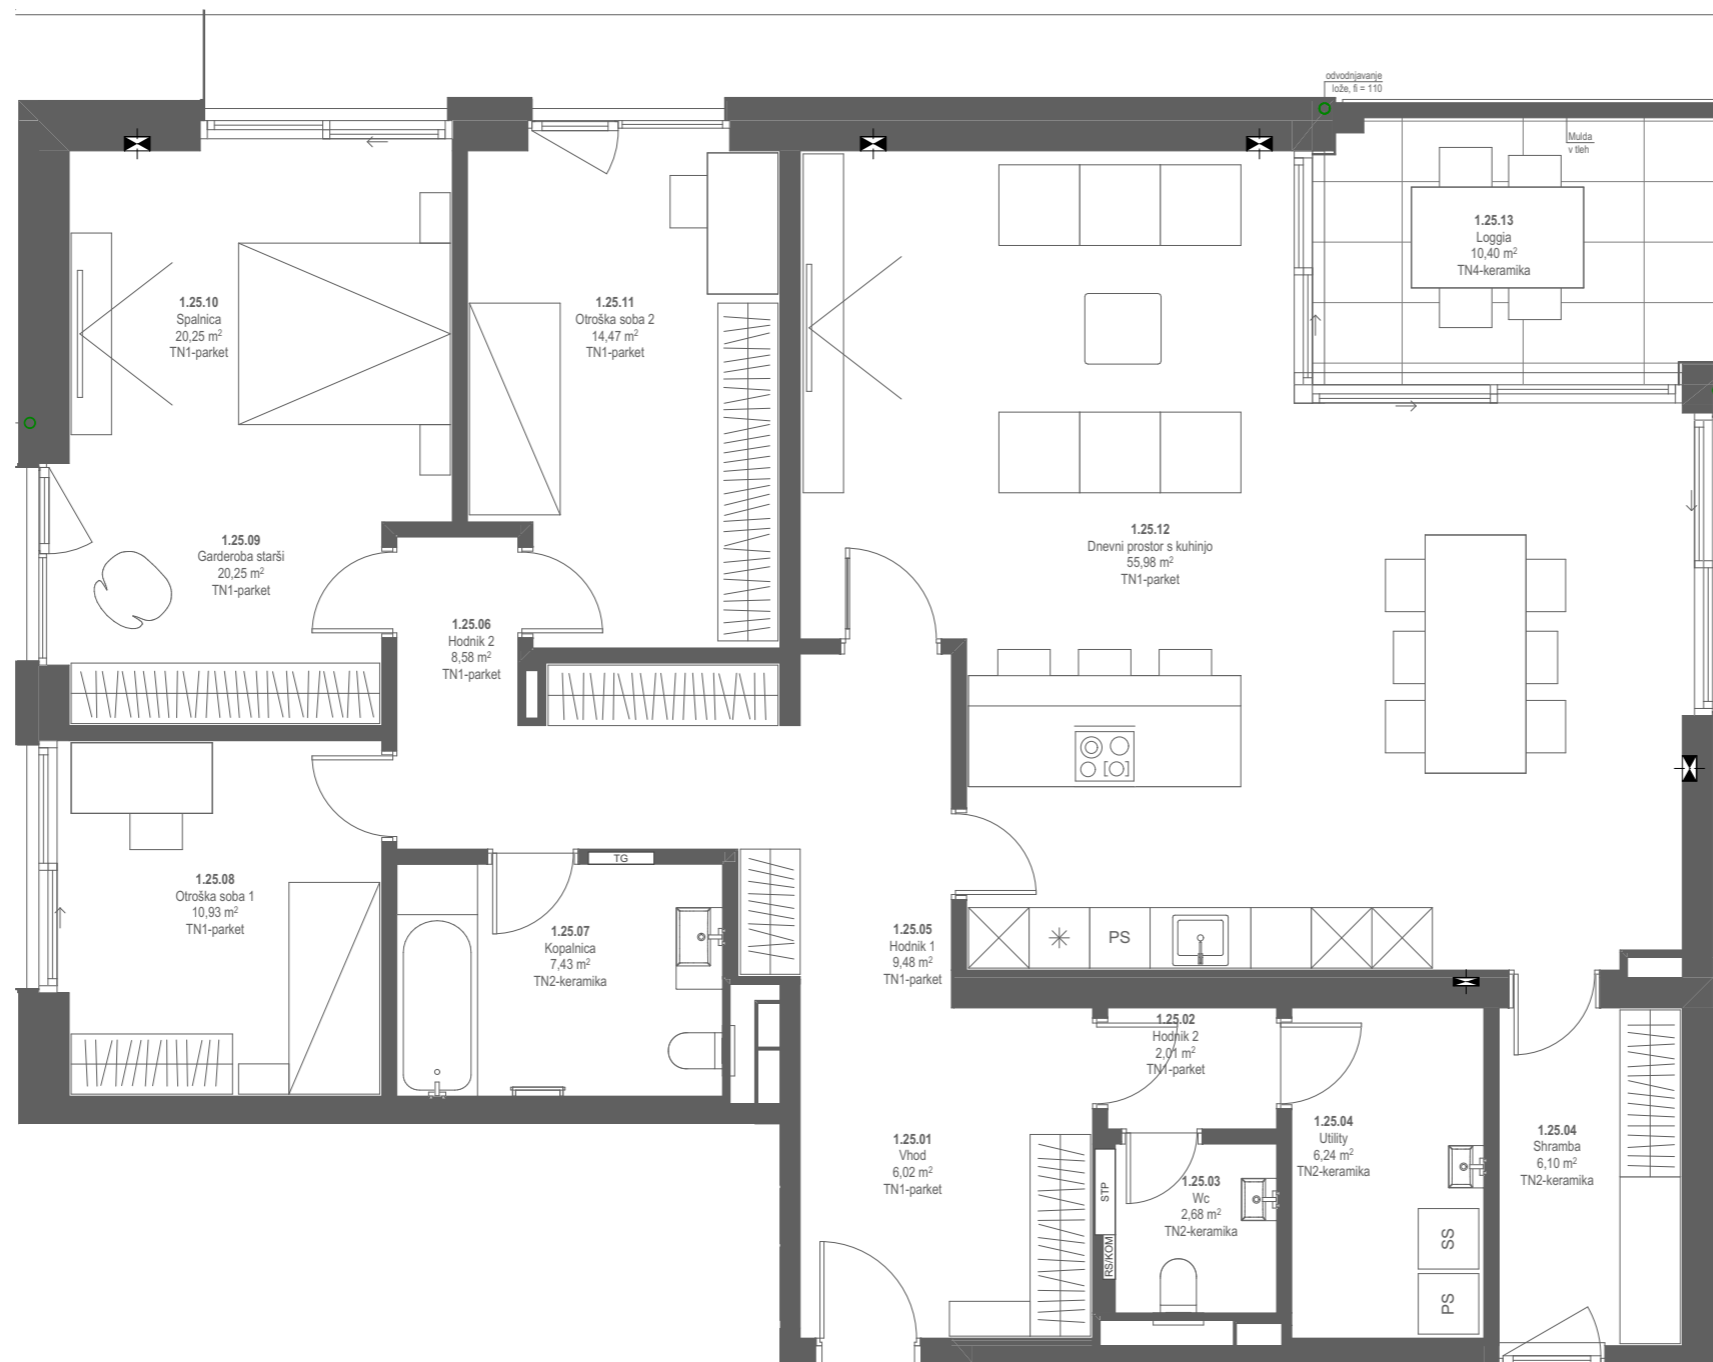 odvodnjavanje
lože, fi = 110
Mulda
v tleh
1.25.13
Loggia
10,40 m²
TN4-keramika
1.25.10
Spalnica
20,25 m²
TN1-parket
1.25.11
Otroška soba 2
14,47 m²
TN1-parket
1.25.09
Garderoba starši
20,25 m²
TN1-parket
1.25.12
Dnevni prostor s kuhinjo
55,98 m²
TN1-parket
1.25.06
Hodnik 2
8,58 m²
TN1-parket
TG
1.25.08
Otroška soba 1
10,93 m²
TN1-parket
1.25.07
Kopalnica
7,43 m²
TN2-keramika
1.25.05
Hodnik 1
9,48 m²
TN1-parket
PS
1.25.02
Hodnik 2
2,01 m²
TN1-parket
1.25.01
Vhod
6,02 m²
TN1-parket
STP
RS/KOM
1.25.03
Wc
2,68 m²
TN2-keramika
1.25.04
Utility
6,24 m²
TN2-keramika
SS
PS
1.25.04
Shramba
6,10 m²
TN2-keramika